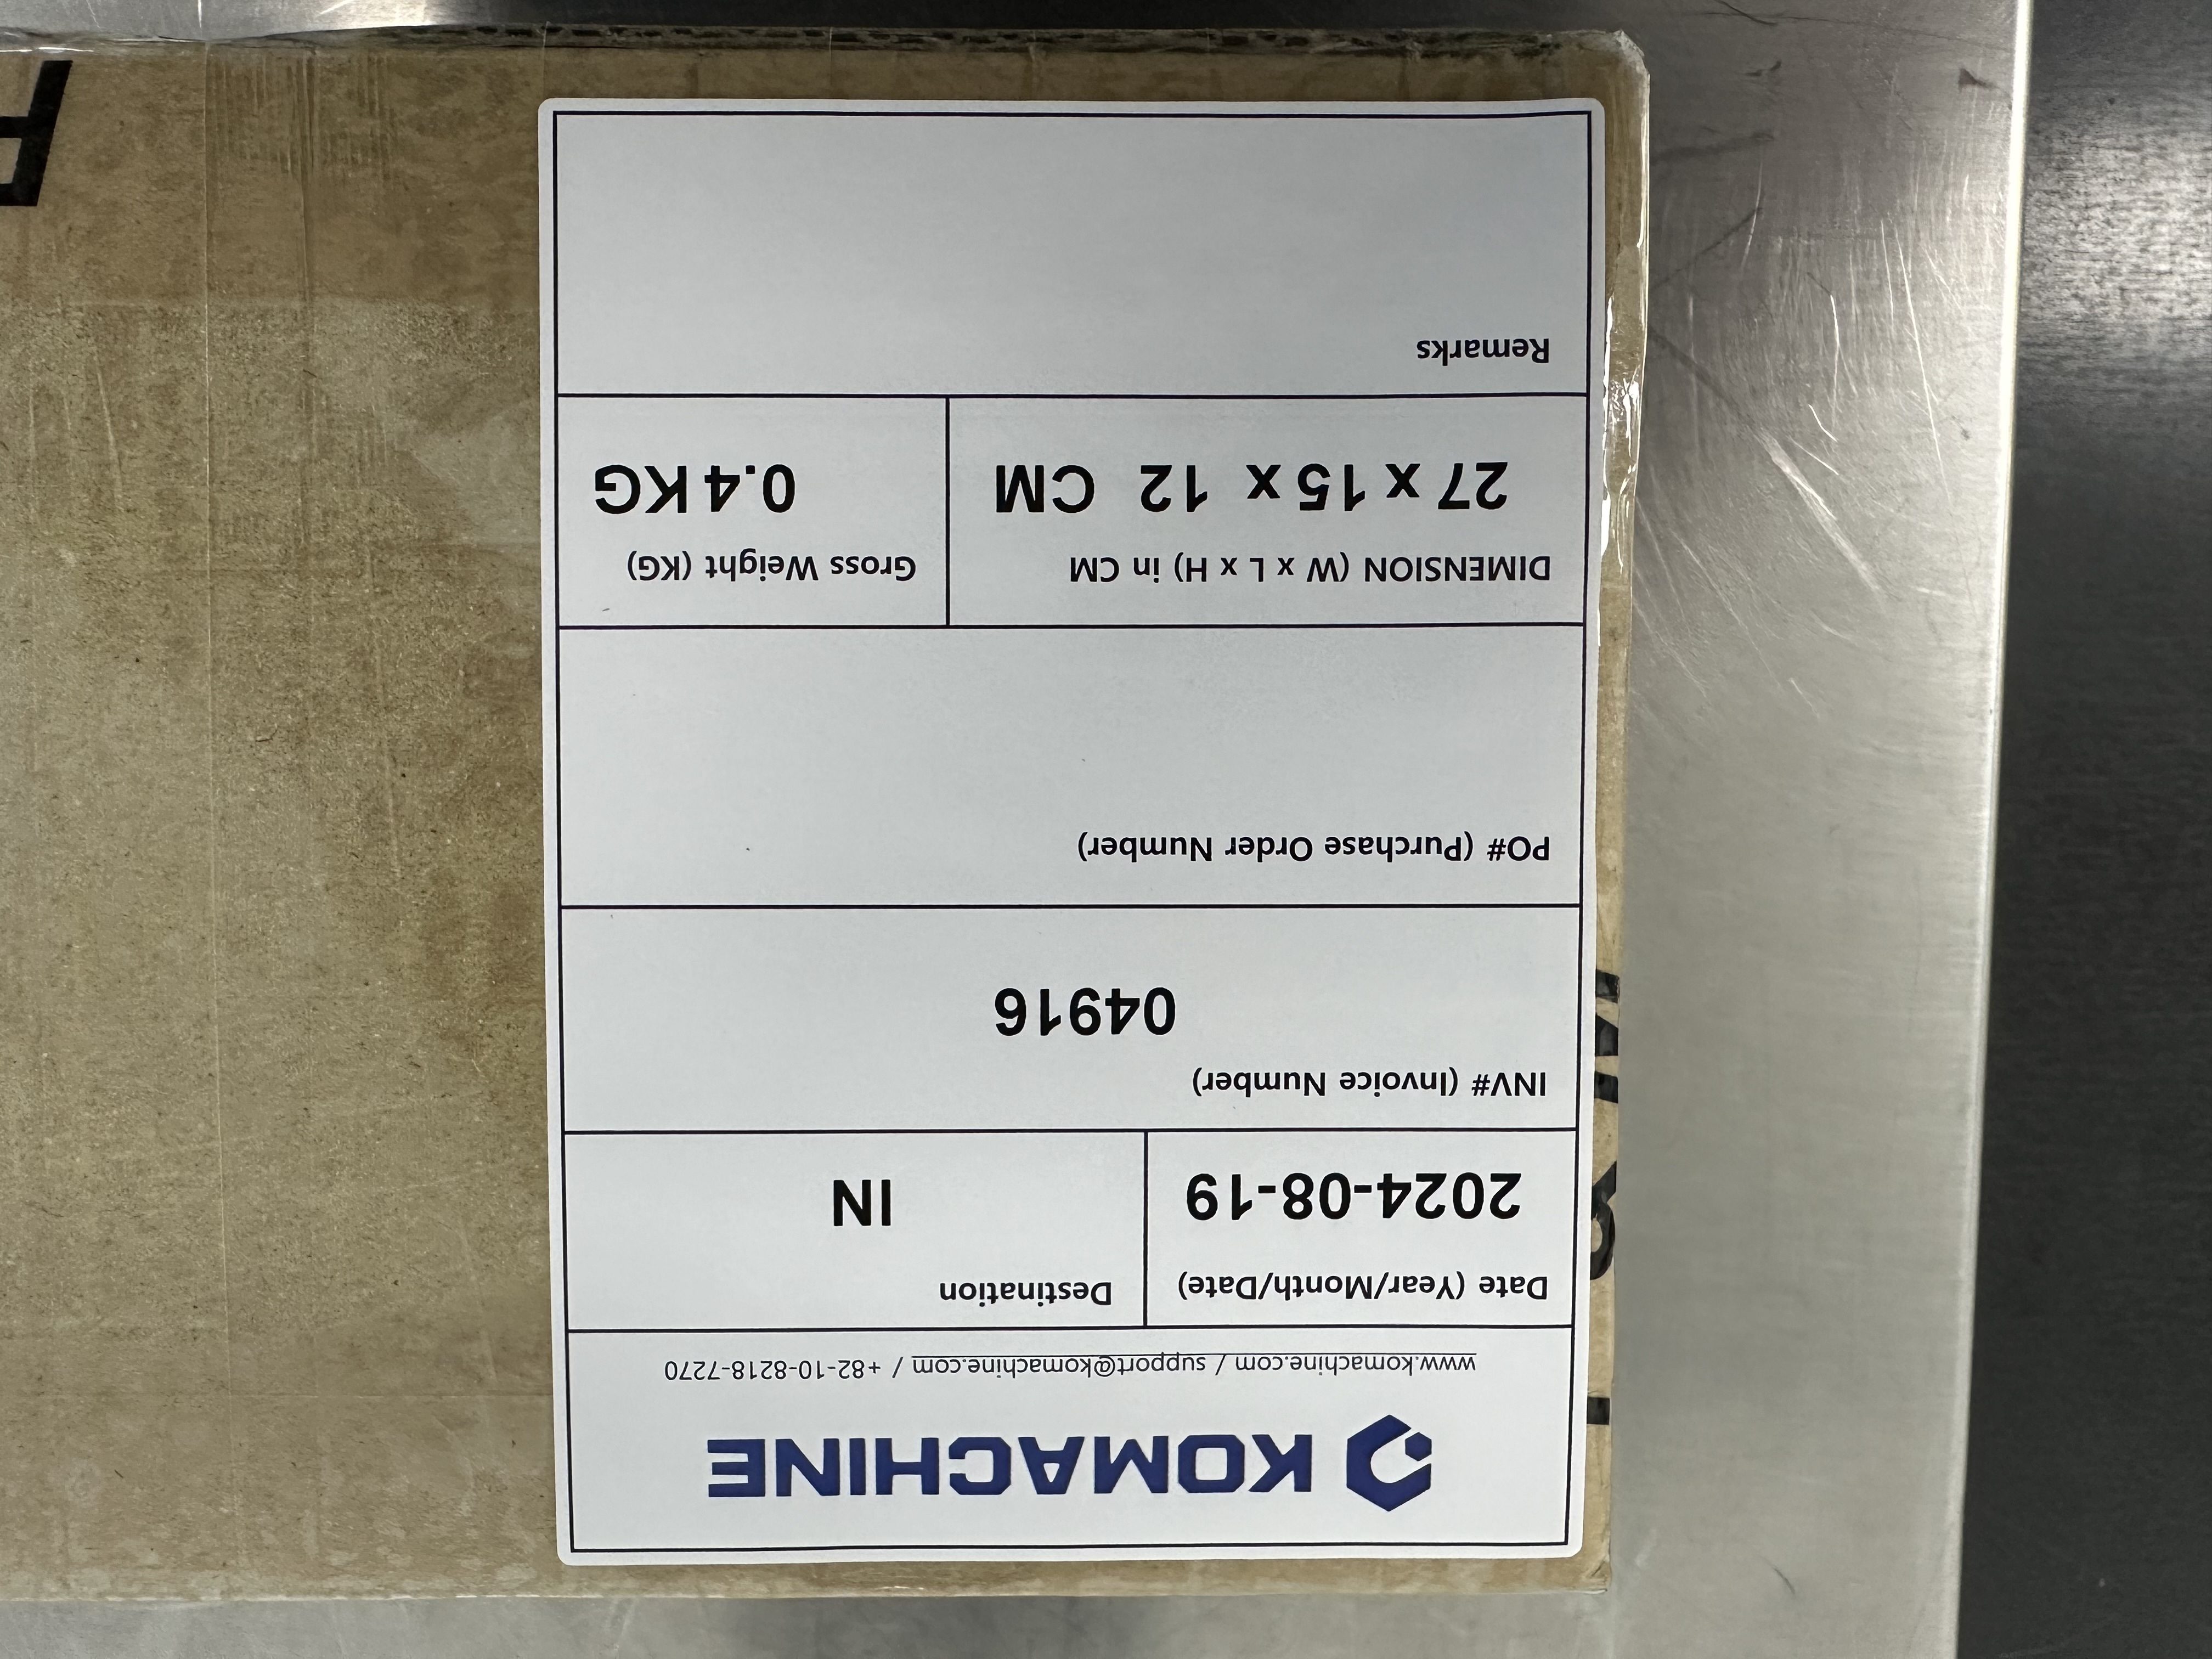 KOMACHINE
www.komachine.com / support@komachine.com / +82-10-8218-7270
Date (Year/Month/Date)
2024-08-19
Destination
IN
INV# (Invoice Number)
04916
PO# (Purchase Order Number)
DIMENSION (W x L x H) in CM
27 x 15 x 12 CM
Gross Weight (KG)
0.4 KG
Remarks